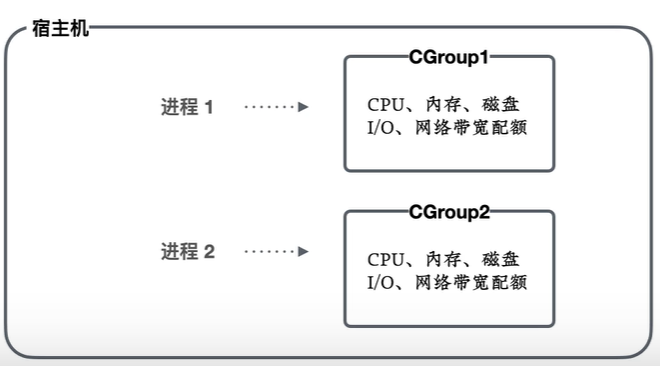 宿主机
CGroup1
进程 1
CPU、内存、磁盘
I/O、网络带宽配额
CGroup2
进程 2
CPU、内存、磁盘
I/O、网络带宽配额